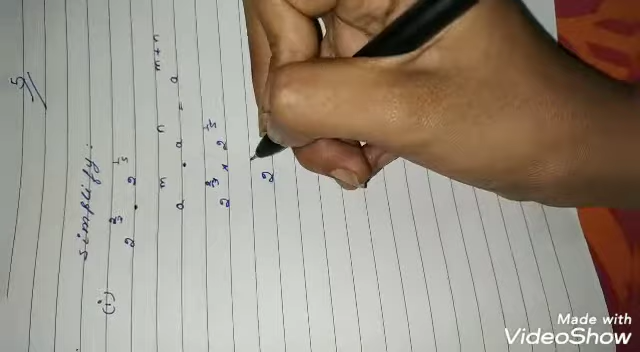 5
simplify:
(i) 2^{2/3} . 2^{1/5}
a^m . a^n = a^{m+n}
2^{2/3} × 2^{1/5}
2
Made with
VideoShow